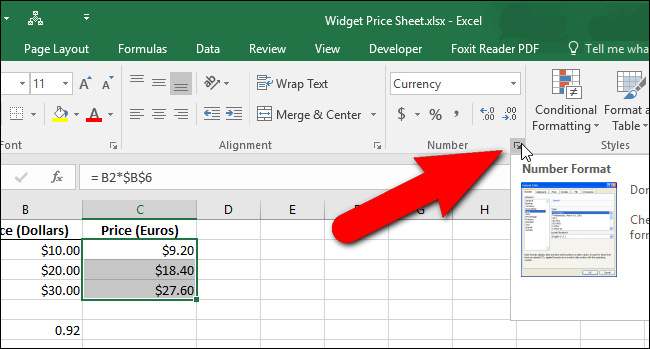 Widget Price Sheet.xlsx - Excel
Page Layout Formulas Data Review View Developer Foxit Reader PDF Tell me wha
11 Wrap Text Currency
Merge & Center $ % , .0 .00 Conditional Format a
Formatting Table
Font Alignment Number Styles
fx = B2*$B$6
Number Format
B C D E F G H
ce (Dollars) Price (Euros)
$10.00 $9.20
$20.00 $18.40
$30.00 $27.60
0.92
Don
Che
form